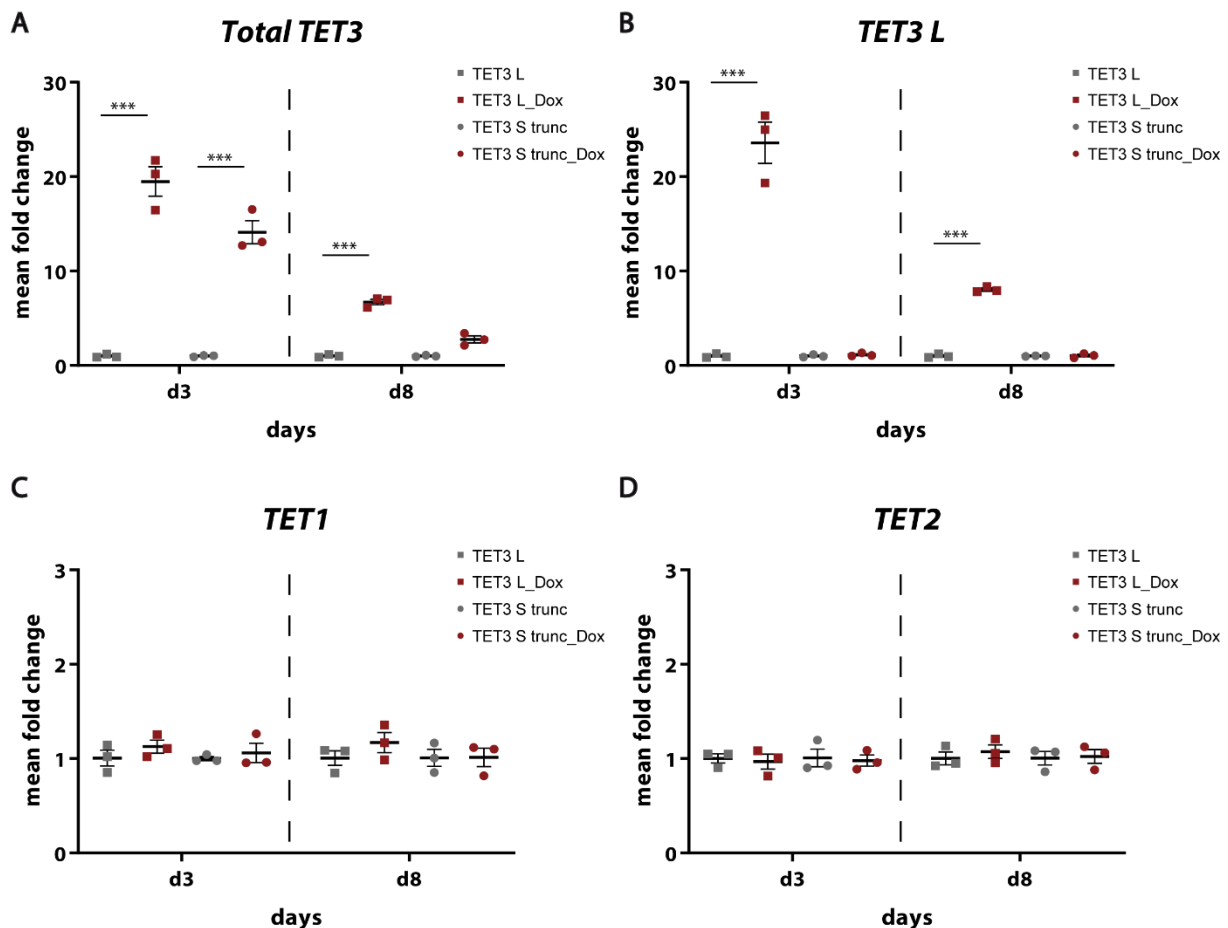 A
Total TET3
TET3 L
TET3 L_Dox
TET3 S trunc
TET3 S trunc_Dox
mean fold change
30
20
10
0
***
***
***
d3
d8
days
B
TET3 L
TET3 L
TET3 L_Dox
TET3 S trunc
TET3 S trunc_Dox
mean fold change
30
20
10
0
***
***
d3
d8
days
C
TET1
TET3 L
TET3 L_Dox
TET3 S trunc
TET3 S trunc_Dox
mean fold change
3
2
1
0
d3
d8
days
D
TET2
TET3 L
TET3 L_Dox
TET3 S trunc
TET3 S trunc_Dox
mean fold change
3
2
1
0
d3
d8
days